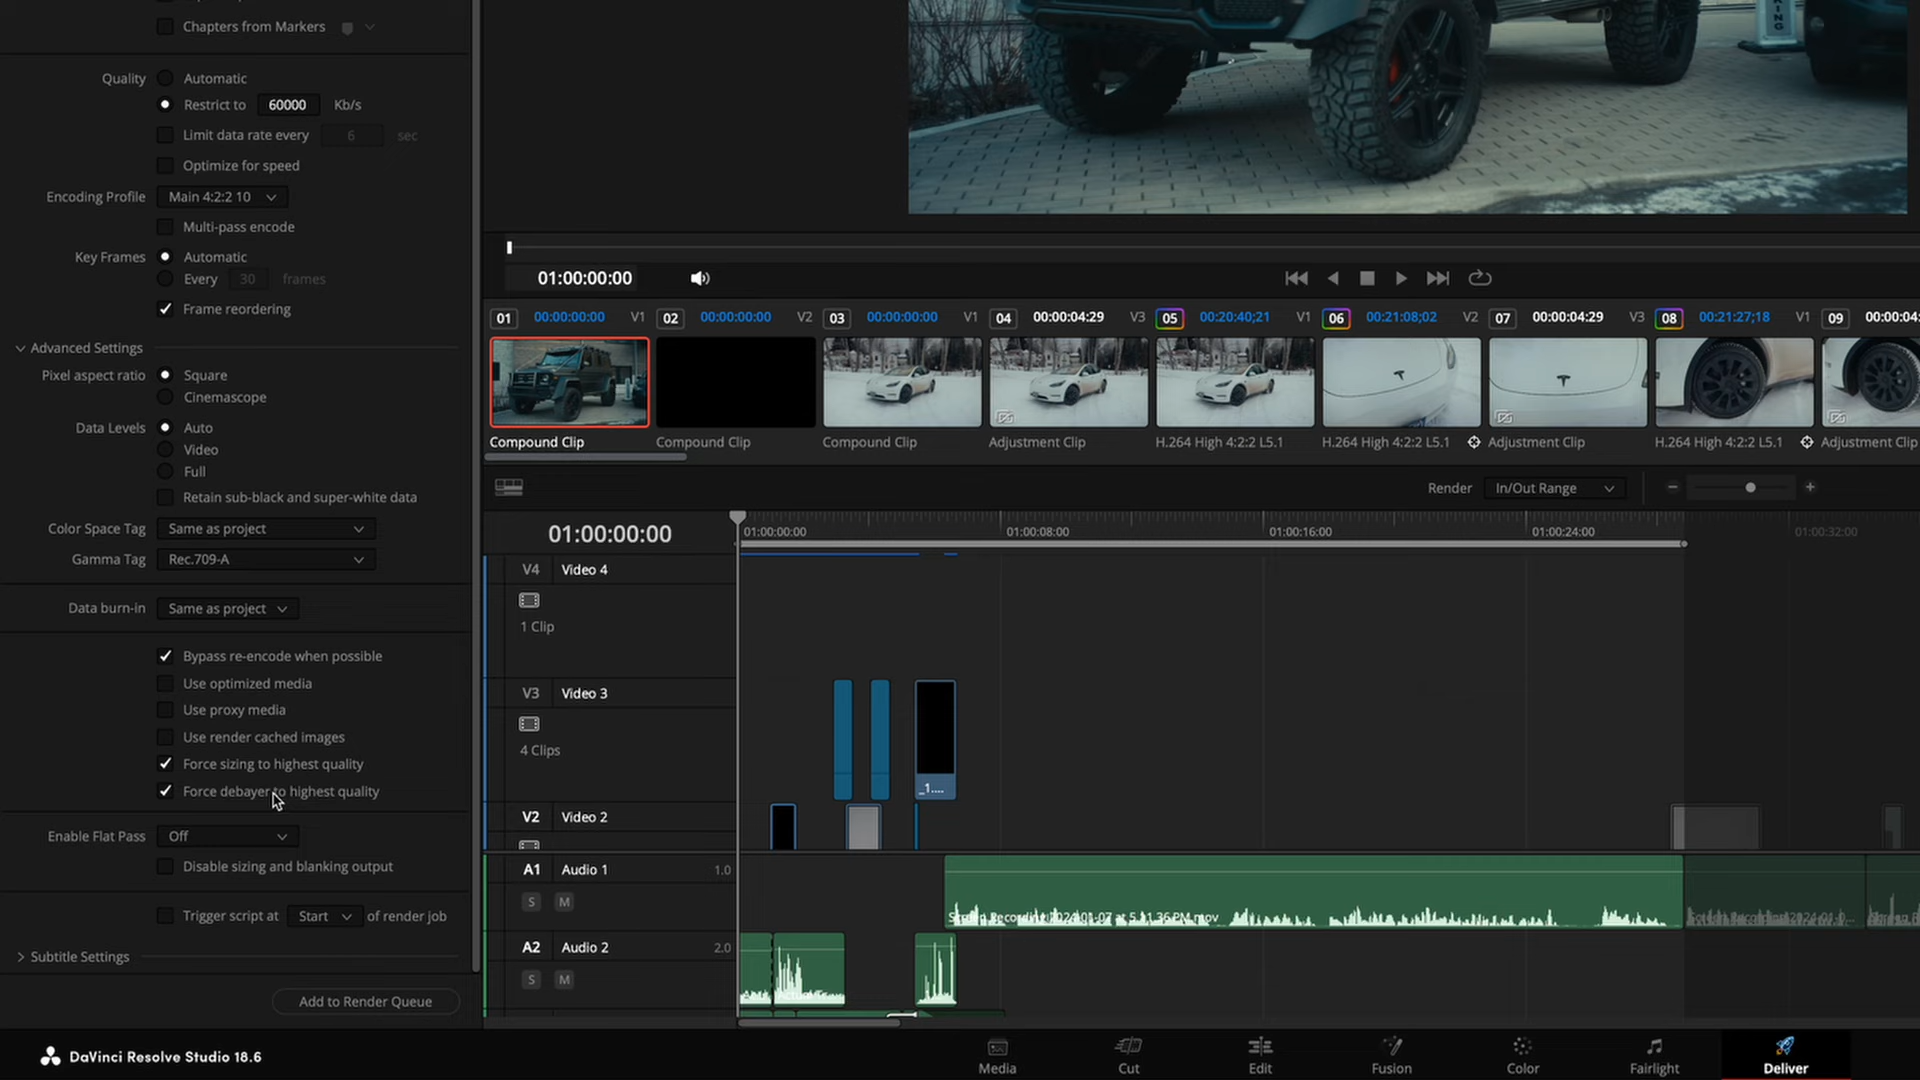 Chapters from Markers
Quality Automatic
Restrict to 60000 Kb/s
Limit data rate every 6 sec
Optimize for speed
Encoding Profile Main 4:2:2 10
Multi-pass encode
Key Frames Automatic
Every 30 frames
Frame reordering
Advanced Settings
Pixel aspect ratio Square
Cinemascope
Data Levels Auto
Video
Full
Retain sub-black and super-white data
Color Space Tag Same as project
Gamma Tag Rec.709-A
Data burn-in Same as project
Bypass re-encode when possible
Use optimized media
Use proxy media
Use render cached images
Force sizing to highest quality
Force debayer to highest quality
Enable Flat Pass Off
Disable sizing and blanking output
Trigger script at Start of render job
Subtitle Settings
Add to Render Queue
01:00:00:00
01 00:00:00:00 V1 02 00:00:00:00 V2 03 00:00:00:00 V1 04 00:00:04:29 V3 05 00:20:40;21 V1 06 00:21:08;02 V2 07 00:00:04:29 V3 08 00:21:27;18 V1 09 00:00:04:
Compound Clip Compound Clip Compound Clip Adjustment Clip H.264 High 4:2:2 L5.1 H.264 High 4:2:2 L5.1 Adjustment Clip H.264 High 4:2:2 L5.1 Adjustment Clip
Render In/Out Range
01:00:00:00
01:00:00:00 01:00:08:00 01:00:16:00 01:00:24:00 01:00:32:00
V4 Video 4
1 Clip
V3 Video 3
4 Clips
_1....
V2 Video 2
A1 Audio 1 1.0
S M
A2 Audio 2 2.0
S M
DaVinci Resolve Studio 18.6
Media Cut Edit Fusion Color Fairlight Deliver